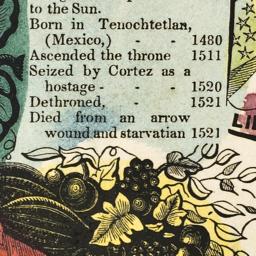 to the Sun.
Born in Tenochtetlan,
(Mexico,) - - 1480
Ascended the throne 1511
Seized by Cortez as a
hostage - - - 1520
Dethroned, - - 1521
Died from an arrow
wound and starvatian 1521